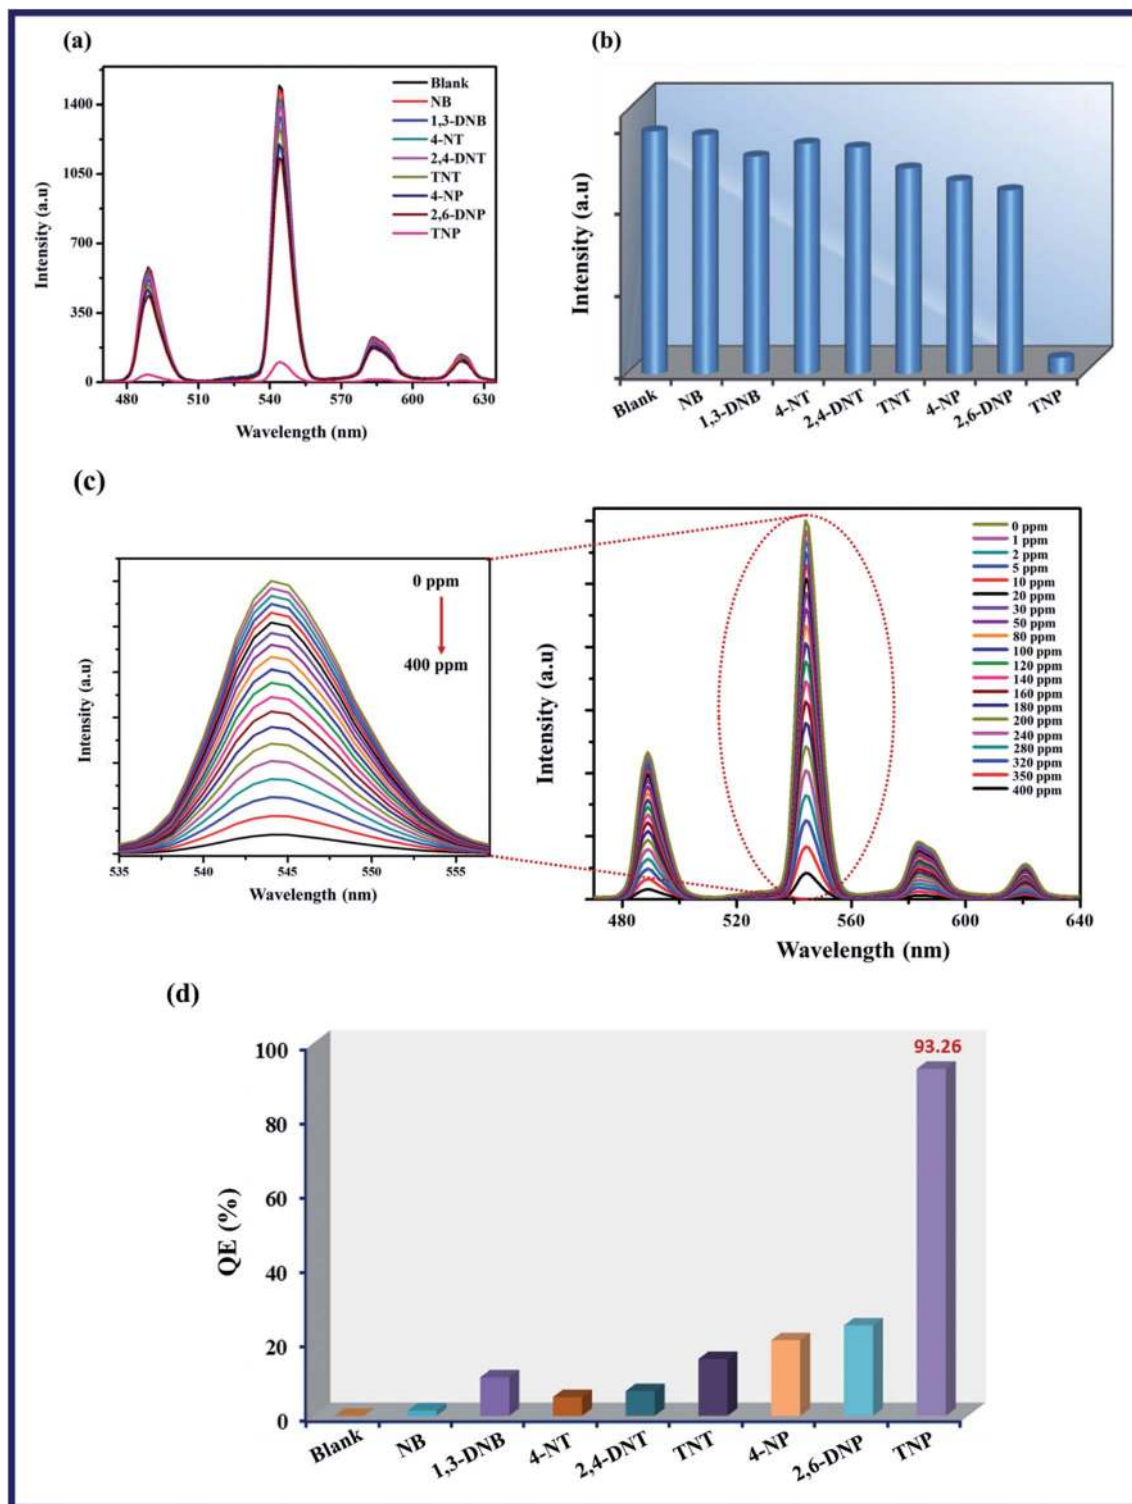 (a)
1400
1050
700
350
0
Intensity (a.u)
480 510 540 570 600 630
Wavelength (nm)
Blank
NB
1,3-DNB
4-NT
2,4-DNT
TNT
4-NP
2,6-DNP
TNP
(b)
Intensity (a.u)
Blank NB 1,3-DNB 4-NT 2,4-DNT TNT 4-NP 2,6-DNP TNP
(c)
0 ppm
400 ppm
Intensity (a.u)
535 540 545 550 555
Wavelength (nm)
0 ppm
1 ppm
2 ppm
5 ppm
10 ppm
20 ppm
30 ppm
50 ppm
80 ppm
100 ppm
120 ppm
140 ppm
160 ppm
180 ppm
200 ppm
240 ppm
280 ppm
320 ppm
350 ppm
400 ppm
Intensity (a.u)
480 520 560 600 640
Wavelength (nm)
(d)
93.26
100
80
60
40
20
0
QE (%)
Blank NB 1,3-DNB 4-NT 2,4-DNT TNT 4-NP 2,6-DNP TNP